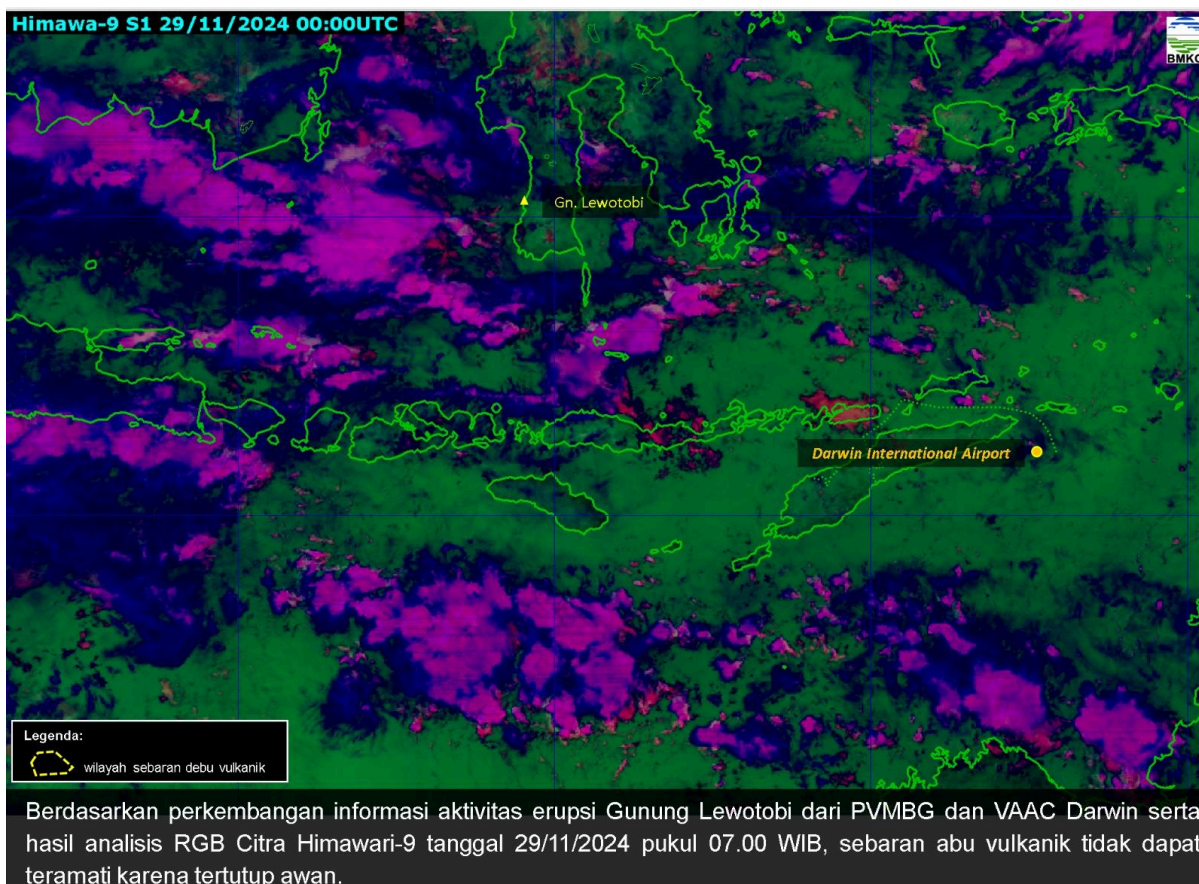 Himawa-9 S1 29/11/2024 00:00UTC
BMKG
Gn. Lewotobi
Darwin International Airport
Legenda:
wilayah sebaran debu vulkanik
Berdasarkan perkembangan informasi aktivitas erupsi Gunung Lewotobi dari PVMBG dan VAAC Darwin serta
hasil analisis RGB Citra Himawari-9 tanggal 29/11/2024 pukul 07.00 WIB, sebaran abu vulkanik tidak dapat
teramati karena tertutup awan.